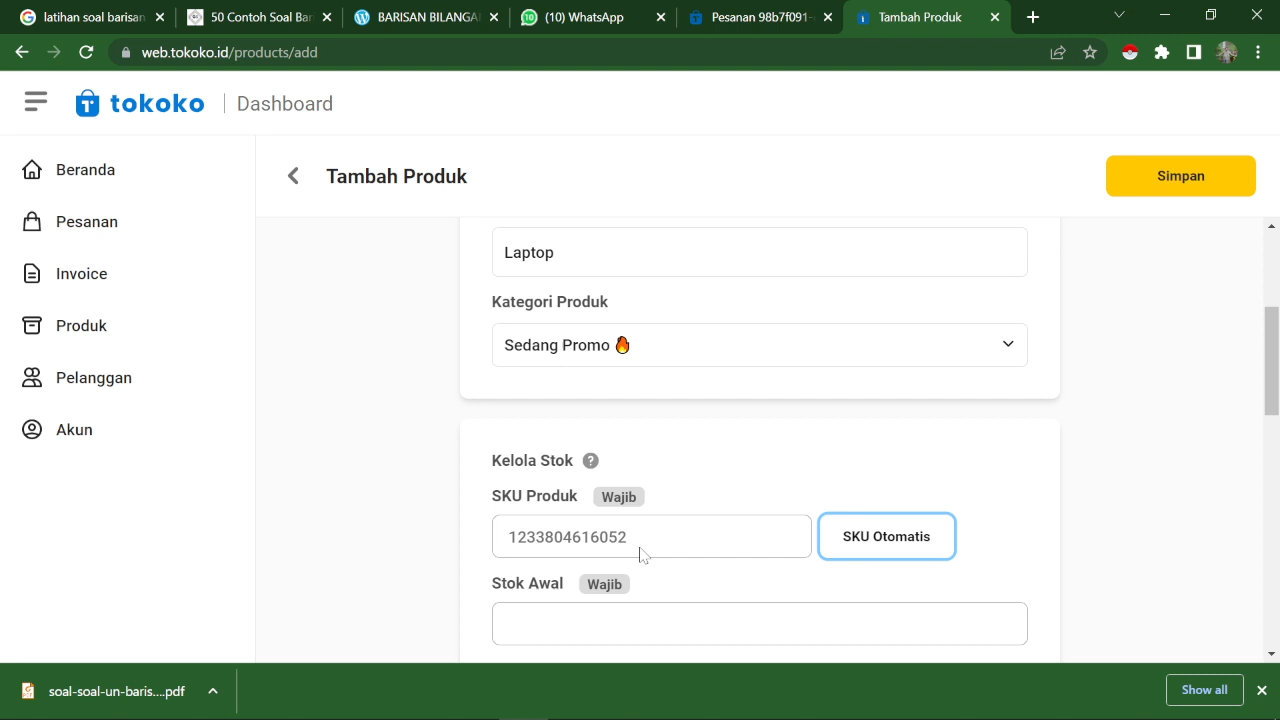 latihan soal barisan
50 Contoh Soal Bar
BARISAN BILANGA
(10) WhatsApp
Pesanan 98b7f091-
Tambah Produk
web.tokoko.id/products/add
tokoko | Dashboard
Beranda
Pesanan
Invoice
Produk
Pelanggan
Akun
Tambah Produk
Simpan
Laptop
Kategori Produk
Sedang Promo 🔥
Kelola Stok ?
SKU Produk Wajib
1233804616052 SKU Otomatis
Stok Awal Wajib
soal-soal-un-baris....pdf
Show all